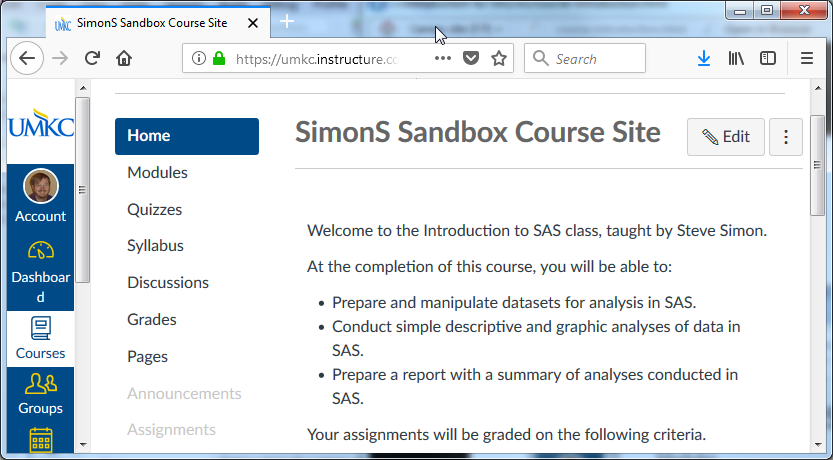 UMKC SimonS Sandbox Course Site
https://umkc.instructure.cc
Search
UMKC
Account
Dashboar
d
Courses
Groups
Home
Modules
Quizzes
Syllabus
Discussions
Grades
Pages
Announcements
Assignments
SimonS Sandbox Course Site
Edit
Welcome to the Introduction to SAS class, taught by Steve Simon.
At the completion of this course, you will be able to:
• Prepare and manipulate datasets for analysis in SAS.
• Conduct simple descriptive and graphic analyses of data in
SAS.
• Prepare a report with a summary of analyses conducted in
SAS.
Your assignments will be graded on the following criteria.